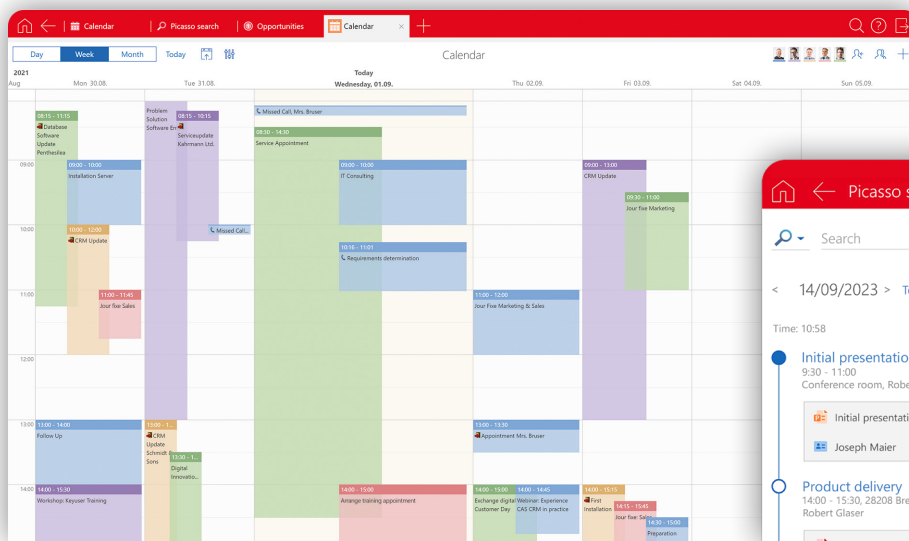 Calendar
Picasso search
Opportunities
Calendar
Day
Week
Month
Today
Calendar
2021
Today
Aug
Mon 30.08.
Tue 31.08.
Wednesday, 01.09.
Thu 02.09.
Fri 03.09.
Sat 04.09.
Sun 05.09.
08:15 - 11:15
Database
Software
Update
Penthesilea
Problem
Solution
Software
08:15 - 10:15
Serviceupdate
Kahrmann Ltd.
Missed Call, Mrs. Bruser
08:30 - 14:30
Service Appointment
09:00
09:00 - 10:00
Installation Server
09:00 - 10:00
IT Consulting
09:00 - 13:00
CRM Update
09:30 - 11:00
Jour fixe Marketing
10:00
10:00 - 12:00
CRM Update
Missed Call...
10:16 - 11:01
Requirements determination
11:00
11:00 - 11:45
Jour fixe Sales
11:00 - 12:00
Jour Fixe Marketing & Sales
12:00
13:00
13:00 - 14:00
Follow Up
13:00 - 1...
CRM
Update
Schmidt &
Sons
13:30 - 1...
Digital
Innovatio...
13:00 - 13:30
Appointment Mrs. Bruser
14:00
14:00 - 15:30
Workshop: Keyuser Training
14:00 - 15:00
Arrange training appointment
14:00 - 15:00
Exchange digital
Customer Day
14:00 - 14:45
Webinar: Experience
CAS CRM in practice
14:00 - 15:15
First
Installation
14:15 - 15:45
Jour fixe: Sales
14:30 - 15:00
Preparation
Picasso s
Search
< 14/09/2023 > T
Time: 10:58
Initial presentatio
9:30 - 11:00
Conference room, Robe
Initial presentati
Joseph Maier
Product delivery
14:00 - 15:30, 28208 Bre
Robert Glaser